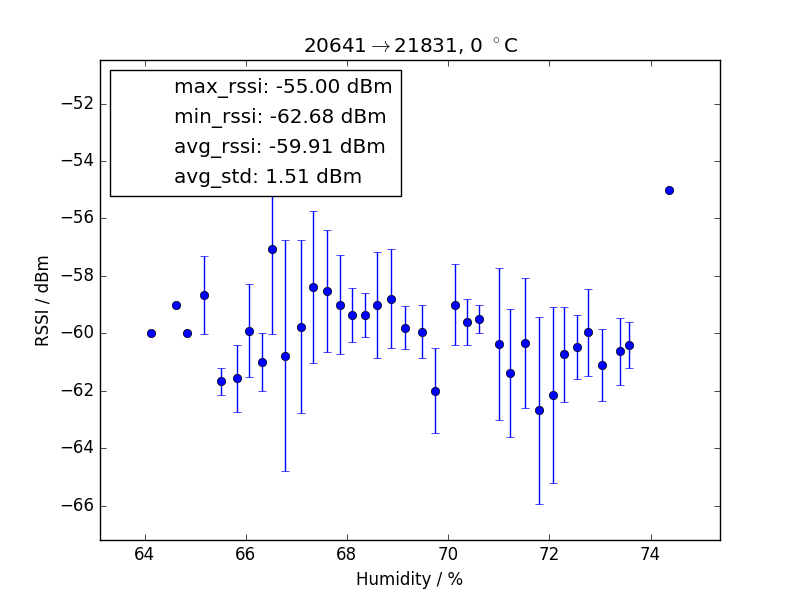 20641→21831, 0 °C
max_rssi: -55.00 dBm
min_rssi: -62.68 dBm
avg_rssi: -59.91 dBm
avg_std: 1.51 dBm
−52
−54
−56
−58
−60
−62
−64
−66
RSSI / dBm
64 66 68 70 72 74
Humidity / %